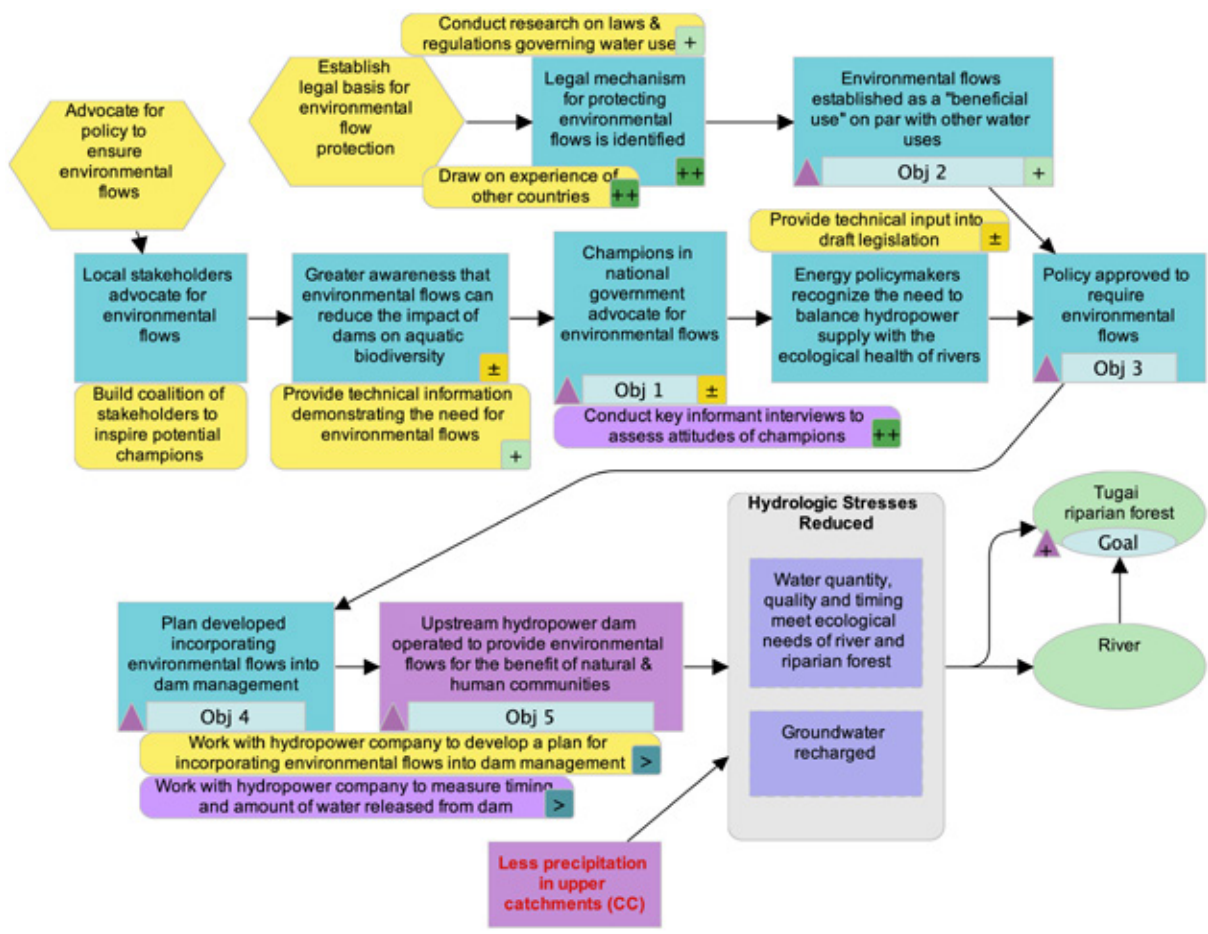 Conduct research on laws &
regulations governing water use
+
Establish
legal basis for
environmental
flow
protection
Legal mechanism
for protecting
environmental
flows is identified
++
Environmental flows
established as a "beneficial
use" on par with other water
uses
Obj 2
+
Advocate for
policy to
ensure
environmental
flows
Draw on experience of
other countries
++
Provide technical input into
draft legislation
±
Local stakeholders
advocate for
environmental
flows
Greater awareness that
environmental flows can
reduce the impact of
dams on aquatic
biodiversity
±
Champions in
national
government
advocate for
environmental flows
Obj 1
±
Energy policymakers
recognize the need to
balance hydropower
supply with the
ecological health of rivers
Policy approved to
require
environmental
flows
Obj 3
Build coalition of
stakeholders to
inspire potential
champions
Provide technical information
demonstrating the need for
environmental flows
+
Conduct key informant interviews to
assess attitudes of champions
++
Hydrologic Stresses
Reduced
Tugai
riparian forest
Goal
+
Water quantity,
quality and timing
meet ecological
needs of river and
riparian forest
Plan developed
incorporating
environmental flows into
dam management
Obj 4
Upstream hydropower dam
operated to provide environmental
flows for the benefit of natural &
human communities
Obj 5
River
Groundwater
recharged
Work with hydropower company to develop a plan for
incorporating environmental flows into dam management
>
Work with hydropower company to measure timing
and amount of water released from dam
>
Less precipitation
in upper
catchments (CC)